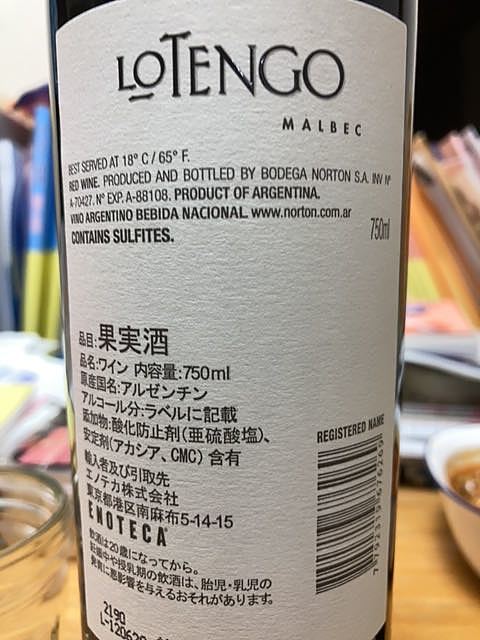 LOTENGO
MALBEC
BEST SERVED AT 18° C / 65° F.
RED WINE. PRODUCED AND BOTTLED BY BODEGA NORTON S.A. INV Nº
A-70427. Nº EXP. A-88108. PRODUCT OF ARGENTINA.
VINO ARGENTINO BEBIDA NACIONAL. www.norton.com.ar
CONTAINS SULFITES.
750ml
品目:果実酒
品名:ワイン 内容量:750ml
原産国名:アルゼンチン
アルコール分:ラベルに記載
添加物:酸化防止剤(亜硫酸塩)、
安定剤(アカシア、CMC) 含有
輸入者及び引取先
エノテカ株式会社
東京都港区南麻布5-14-15
ENOTECA
飲酒は20歳になってから。
妊娠中や授乳期の飲酒は、胎児・乳児の
発育に悪影響を与えるおそれがあります。
REGISTERED NAME
2190